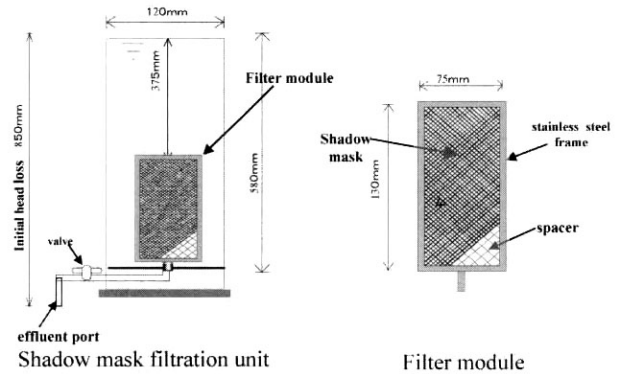 120mm
375mm
Filter module
Initial head loss 850mm
580mm
valve
effluent port
Shadow mask filtration unit
75mm
Shadow mask
stainless steel frame
130mm
spacer
Filter module